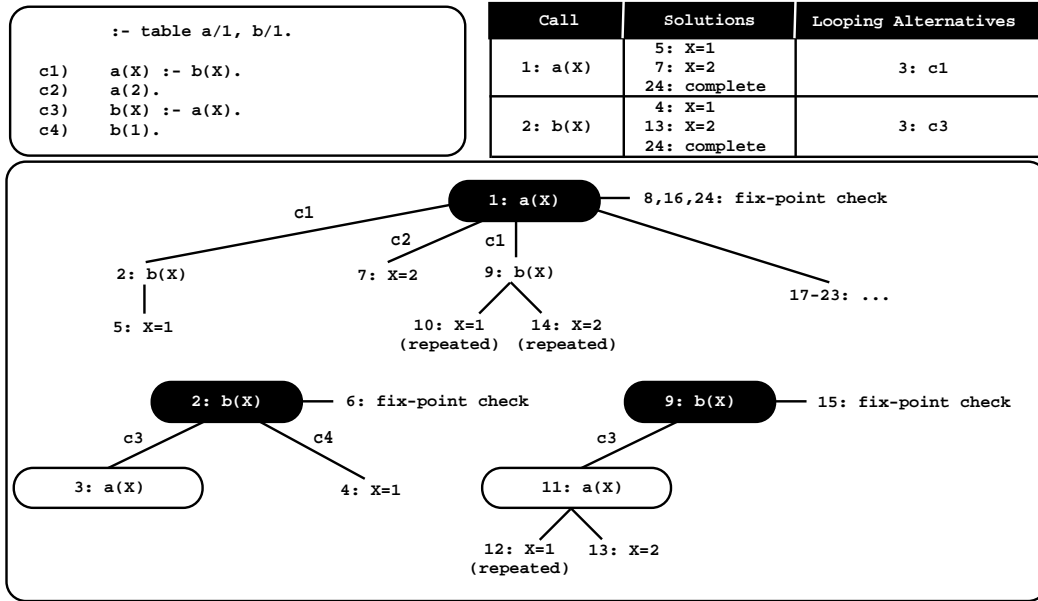 :- table a/1, b/1.
c1) a(X) :- b(X).
c2) a(2).
c3) b(X) :- a(X).
c4) b(1).
Call Solutions Looping Alternatives
1: a(X)
5: X=1
7: X=2
24: complete
3: c1
2: b(X)
4: X=1
13: X=2
24: complete
3: c3
1: a(X)
8,16,24: fix-point check
c1
c2
c1
2: b(X)
7: X=2
9: b(X)
17-23: ...
5: X=1
10: X=1
(repeated)
14: X=2
(repeated)
2: b(X)
6: fix-point check
c3
c4
3: a(X)
4: X=1
9: b(X)
15: fix-point check
c3
11: a(X)
12: X=1
(repeated)
13: X=2